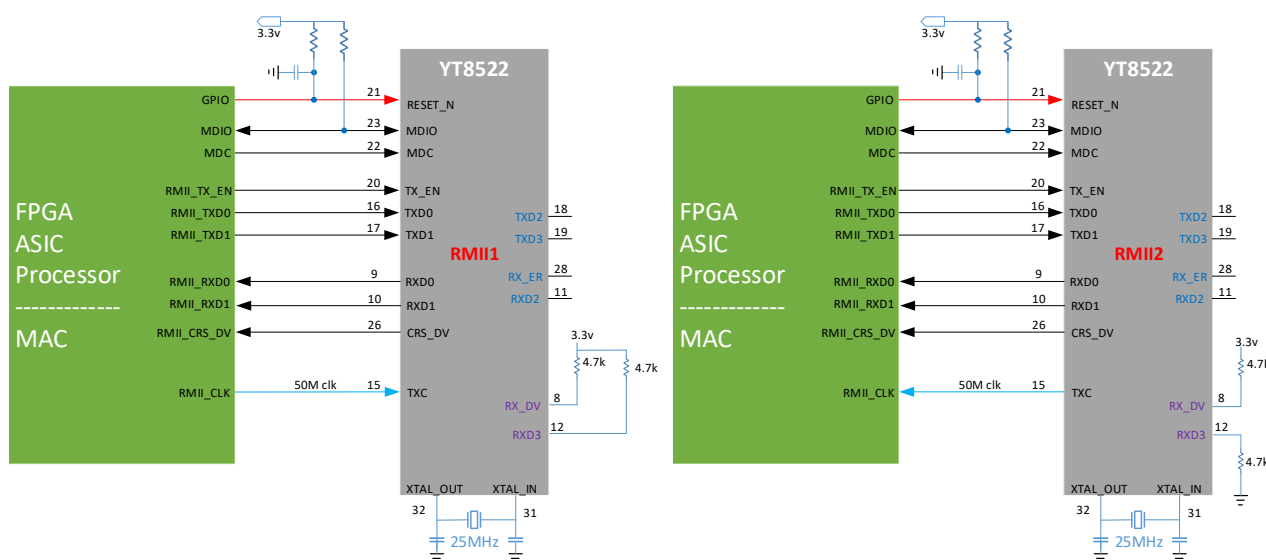 3.3v
YT8522
GPIO
21
RESET_N
MDIO
23
MDIO
MDC
22
MDC
RMII_TX_EN
20
TX_EN
RMII_TXD0
16
TXD0
TXD2
18
RMII_TXD1
17
TXD1
TXD3
19
FPGA
ASIC
Processor
-------------
MAC
RMII1
RMII_RXD0
9
RXD0
RX_ER
28
RMII_RXD1
10
RXD1
RXD2
11
RMII_CRS_DV
26
CRS_DV
3.3v
4.7k
4.7k
RMII_CLK
50M clk
15
TXC
RX_DV
8
RXD3
12
XTAL_OUT
XTAL_IN
32
31
25MHz
3.3v
YT8522
GPIO
21
RESET_N
MDIO
23
MDIO
MDC
22
MDC
RMII_TX_EN
20
TX_EN
RMII_TXD0
16
TXD0
TXD2
18
RMII_TXD1
17
TXD1
TXD3
19
FPGA
ASIC
Processor
-------------
MAC
RMII2
RMII_RXD0
9
RXD0
RX_ER
28
RMII_RXD1
10
RXD1
RXD2
11
RMII_CRS_DV
26
CRS_DV
3.3v
4.7k
RMII_CLK
50M clk
15
TXC
RX_DV
8
RXD3
12
4.7k
XTAL_OUT
XTAL_IN
32
31
25MHz